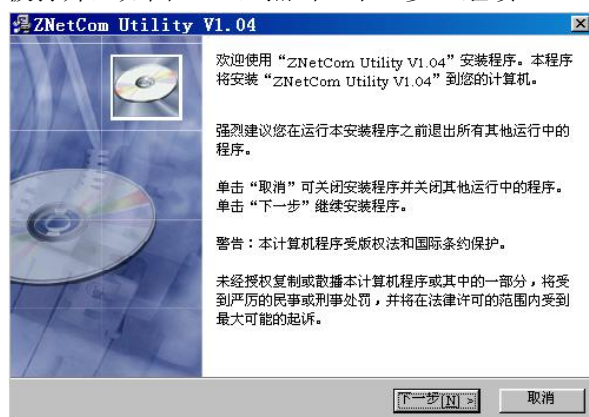 ZNetCom Utility V1.04
欢迎使用“ZNetCom Utility V1.04”安装程序。本程序
将安装“ZNetCom Utility V1.04”到您的计算机。
强烈建议您在运行本安装程序之前退出所有其他运行中的
程序。
单击“取消”可关闭安装程序并关闭其他运行中的程序。
单击“下一步”继续安装程序。
警告：本计算机程序受版权法和国际条约保护。
未经授权复制或散播本计算机程序或其中的一部分，将受
到严厉的民事或刑事处罚，并将在法律许可的范围内受到
最大可能的起诉。
下一步[N] >
取消